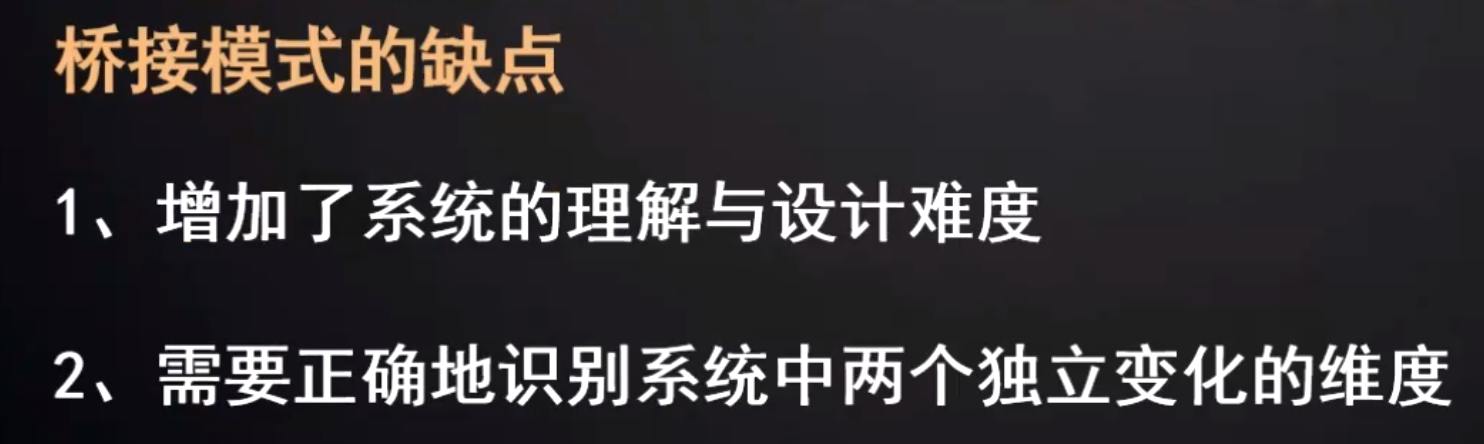 桥接模式的缺点
1、增加了系统的理解与设计难度
2、需要正确地识别系统中两个独立变化的维度